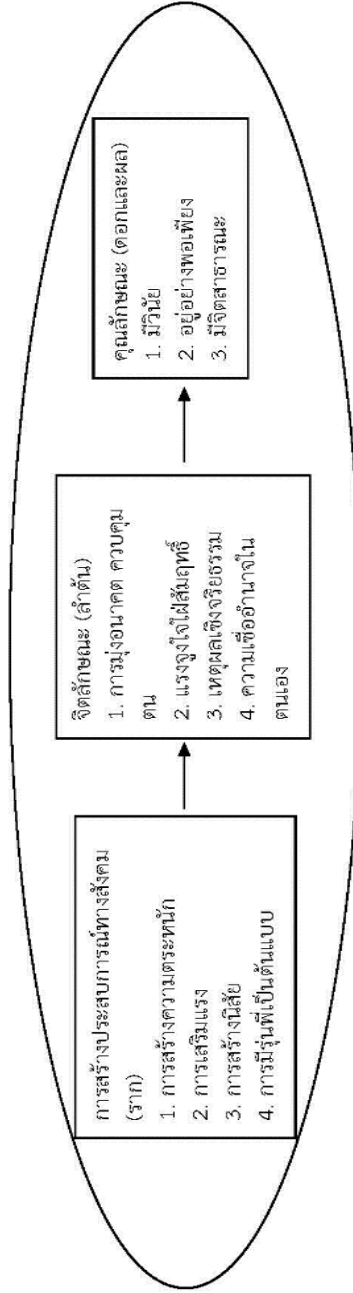 การสร้างประสบการณ์ทางสังคม
(ราก)
1. การสร้างความตระหนัก
2. การเสริมแรง
3. การสร้างนิสัย
4. การมีรุ่นพี่เป็นต้นแบบ
จิตลักษณะ (ลำต้น)
1. การมุ่งอนาคต ควบคุม
ตน
2. แรงจูงใจใฝ่สัมฤทธิ์
3. เหตุผลเชิงจริยธรรม
4. ความเชื่ออำนาจใน
ตนเอง
คุณลักษณะ (ดอกและผล)
1. มีวินัย
2. อยู่อย่างพอเพียง
3. มีจิตสาธารณะ